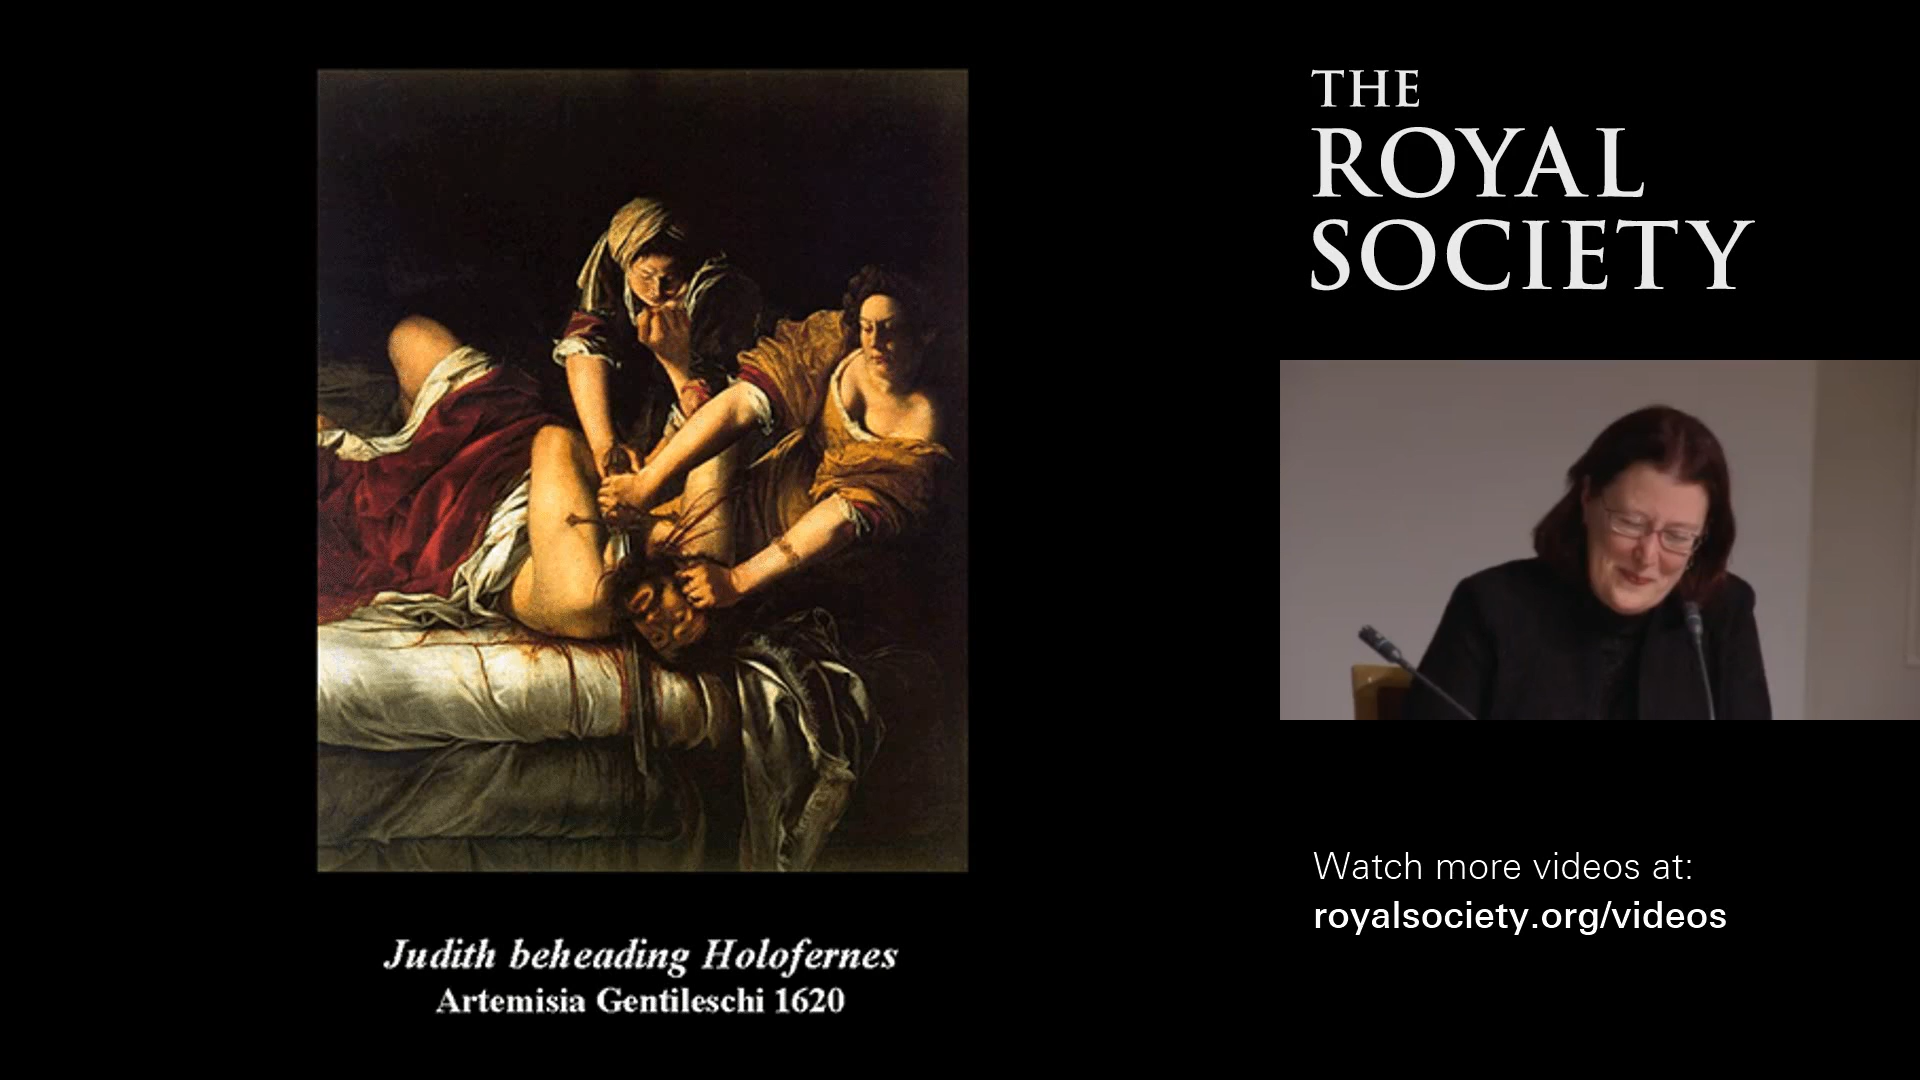 THE
ROYAL
SOCIETY
Judith beheading Holofernes
Artemisia Gentileschi 1620
Watch more videos at:
royalsociety.org/videos